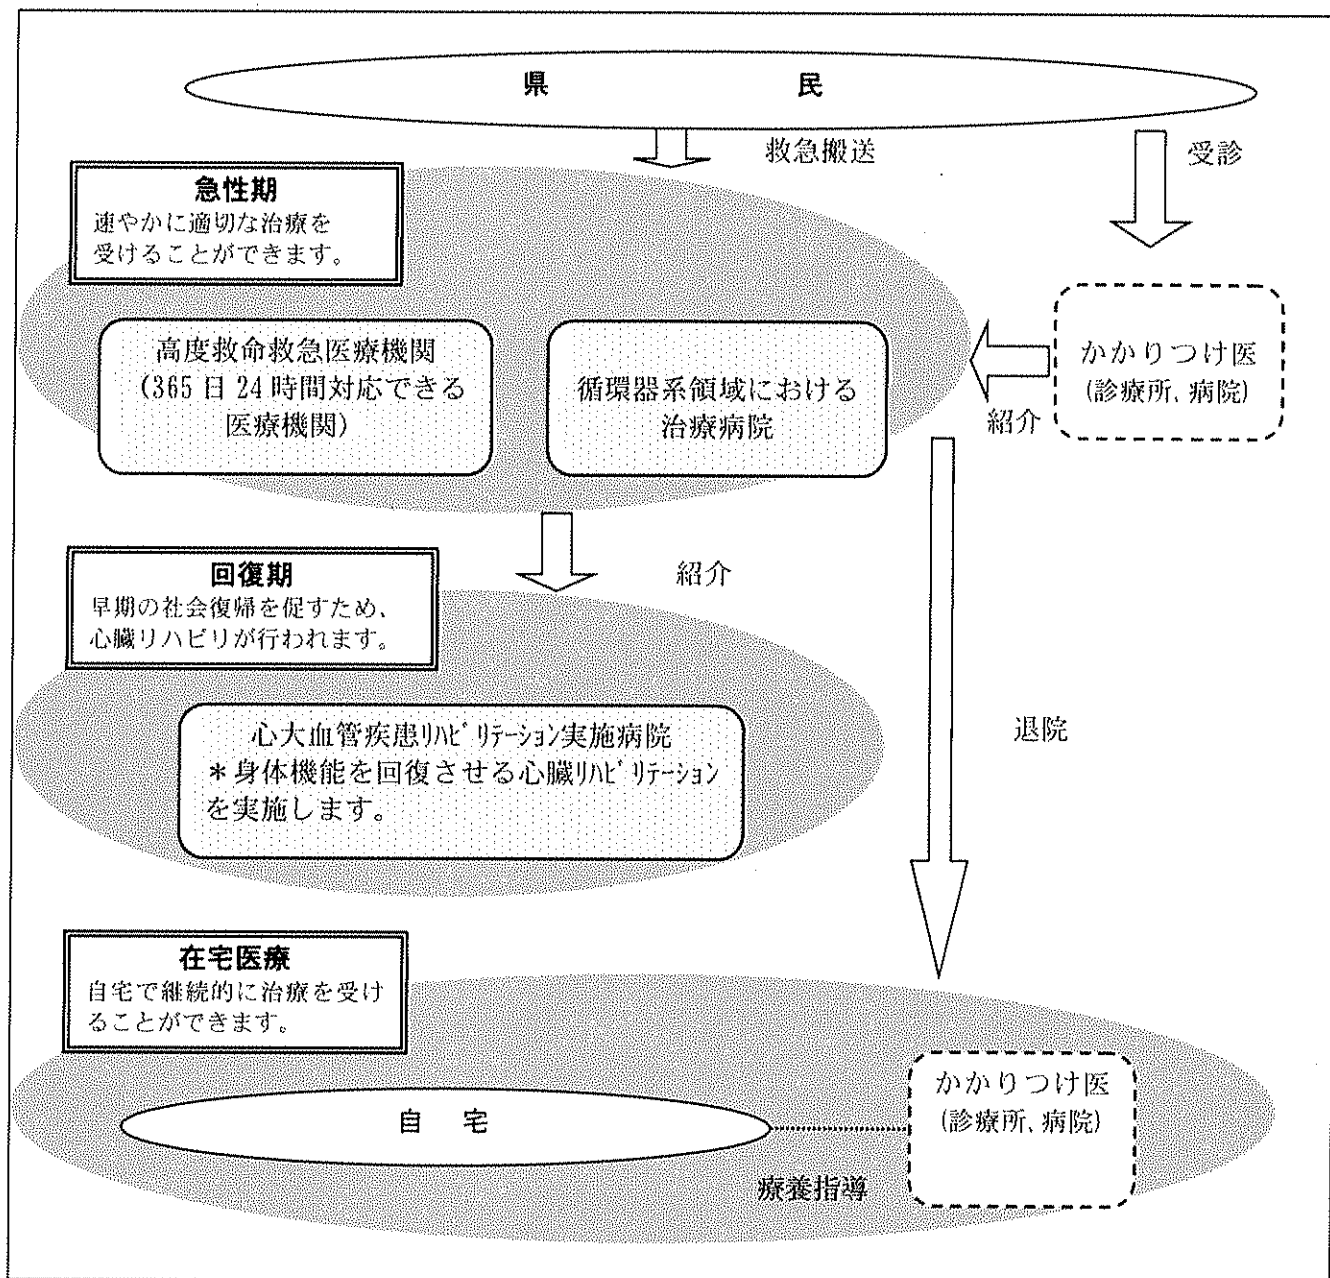 県 民
救急搬送
受診
急性期
速やかに適切な治療を
受けることができます。
高度救命救急医療機関
(365日24時間対応できる
医療機関)
循環器系領域における
治療病院
かかりつけ医
(診療所、病院)
紹介
回復期
早期の社会復帰を促すため、
心臓リハビリが行われます。
紹介
心大血管疾患ﾘﾊﾋﾞﾘﾃｰｼｮﾝ実施病院
＊身体機能を回復させる心臓ﾘﾊﾋﾞﾘﾃｰｼｮﾝ
を実施します。
退院
在宅医療
自宅で継続的に治療を受け
ることができます。
自 宅
かかりつけ医
(診療所、病院)
療養指導